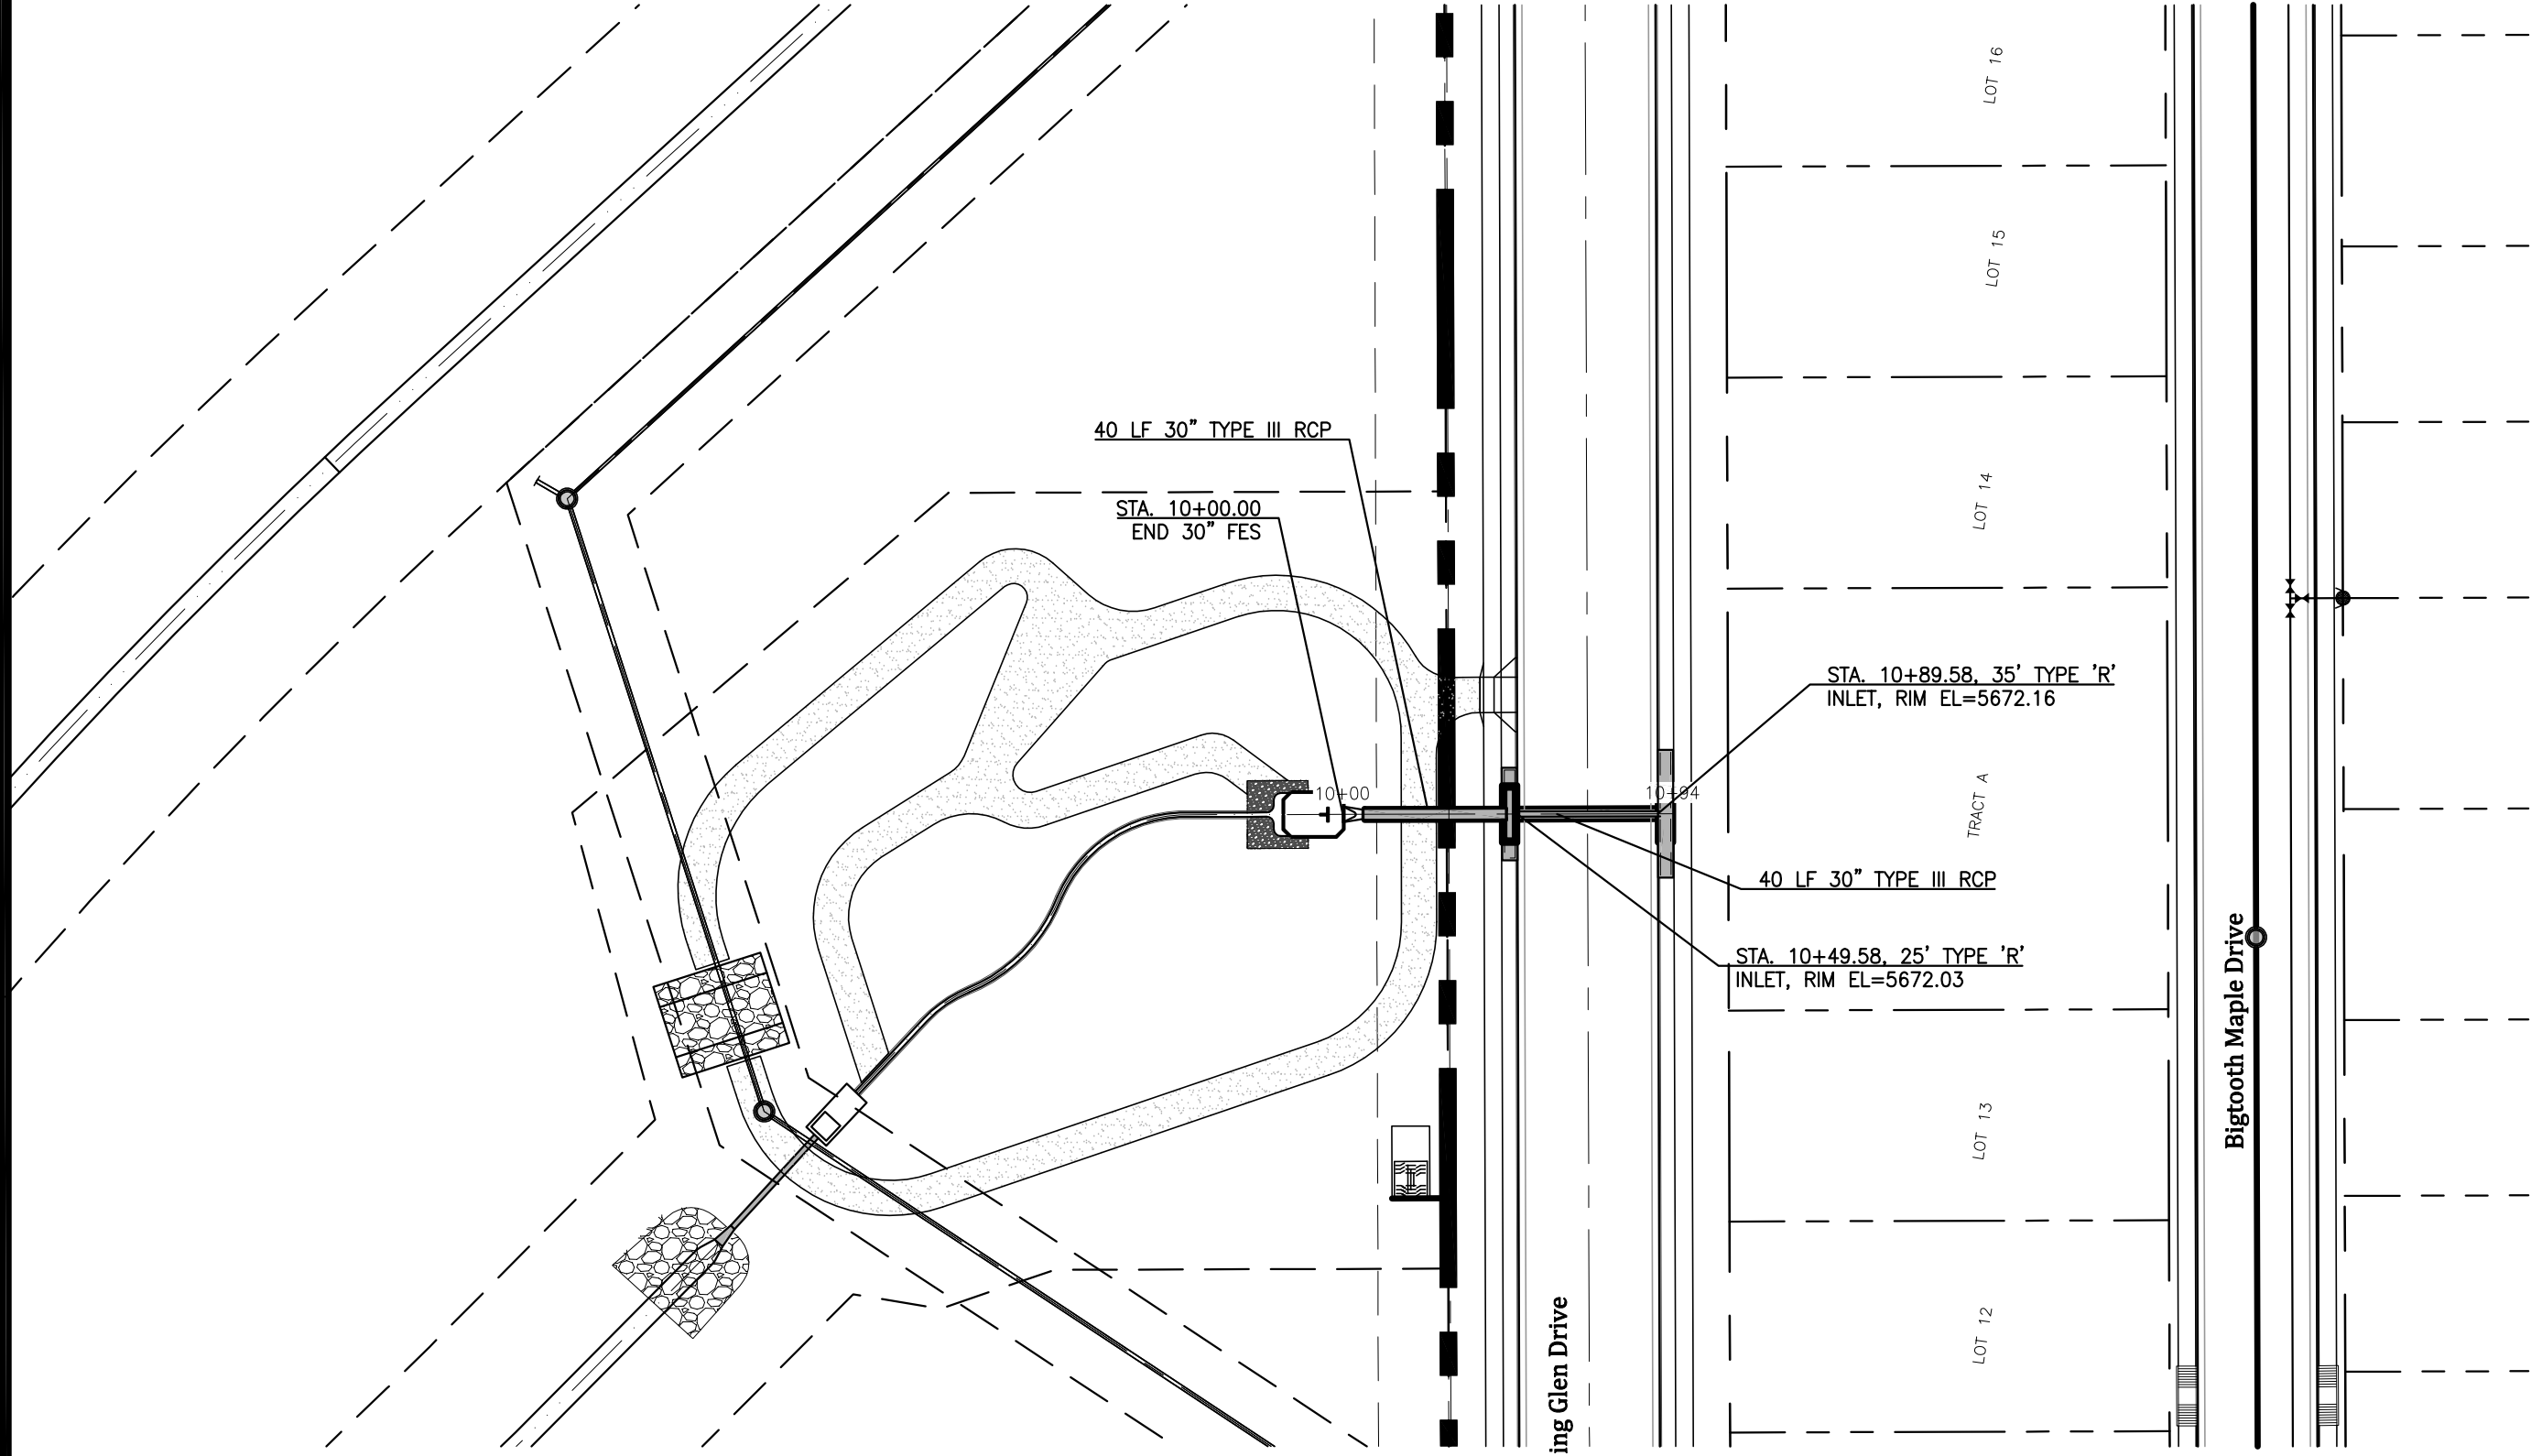 LOT 16
LOT 15
40 LF 30” TYPE III RCP
STA. 10+00.00
END 30” FES
LOT 14
STA. 10+89.58, 35’ TYPE ’R’
INLET, RIM EL=5672.16
10+00
10+94
TRACT A
40 LF 30” TYPE III RCP
STA. 10+49.58, 25’ TYPE ’R’
INLET, RIM EL=5672.03
Bigtooth Maple Drive
LOT 13
LOT 12
ing Glen Drive